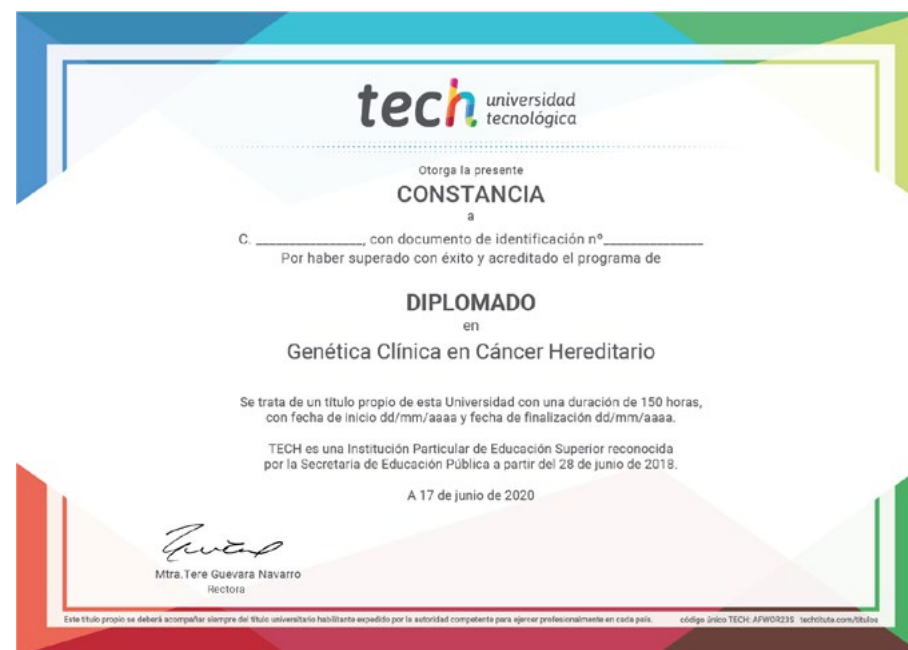 tech universidad
tecnológica
Otorga la presente
CONSTANCIA
a
C. ________________, con documento de identificación nº_______________
Por haber superado con éxito y acreditado el programa de
DIPLOMADO
en
Genética Clínica en Cáncer Hereditario
Se trata de un título propio de esta Universidad con una duración de 150 horas,
con fecha de inicio dd/mm/aaaa y fecha de finalización dd/mm/aaaa.
TECH es una Institución Particular de Educación Superior reconocida
por la Secretaría de Educación Pública a partir del 28 de junio de 2018.
A 17 de junio de 2020
Mtra.Tere Guevara Navarro
Rectora
Este título propio se deberá acompañar siempre del título universitario habilitante expedido por la autoridad competente para ejercer profesionalmente en cada país. código único TECH: AFWOR23S techtitute.com/titulos